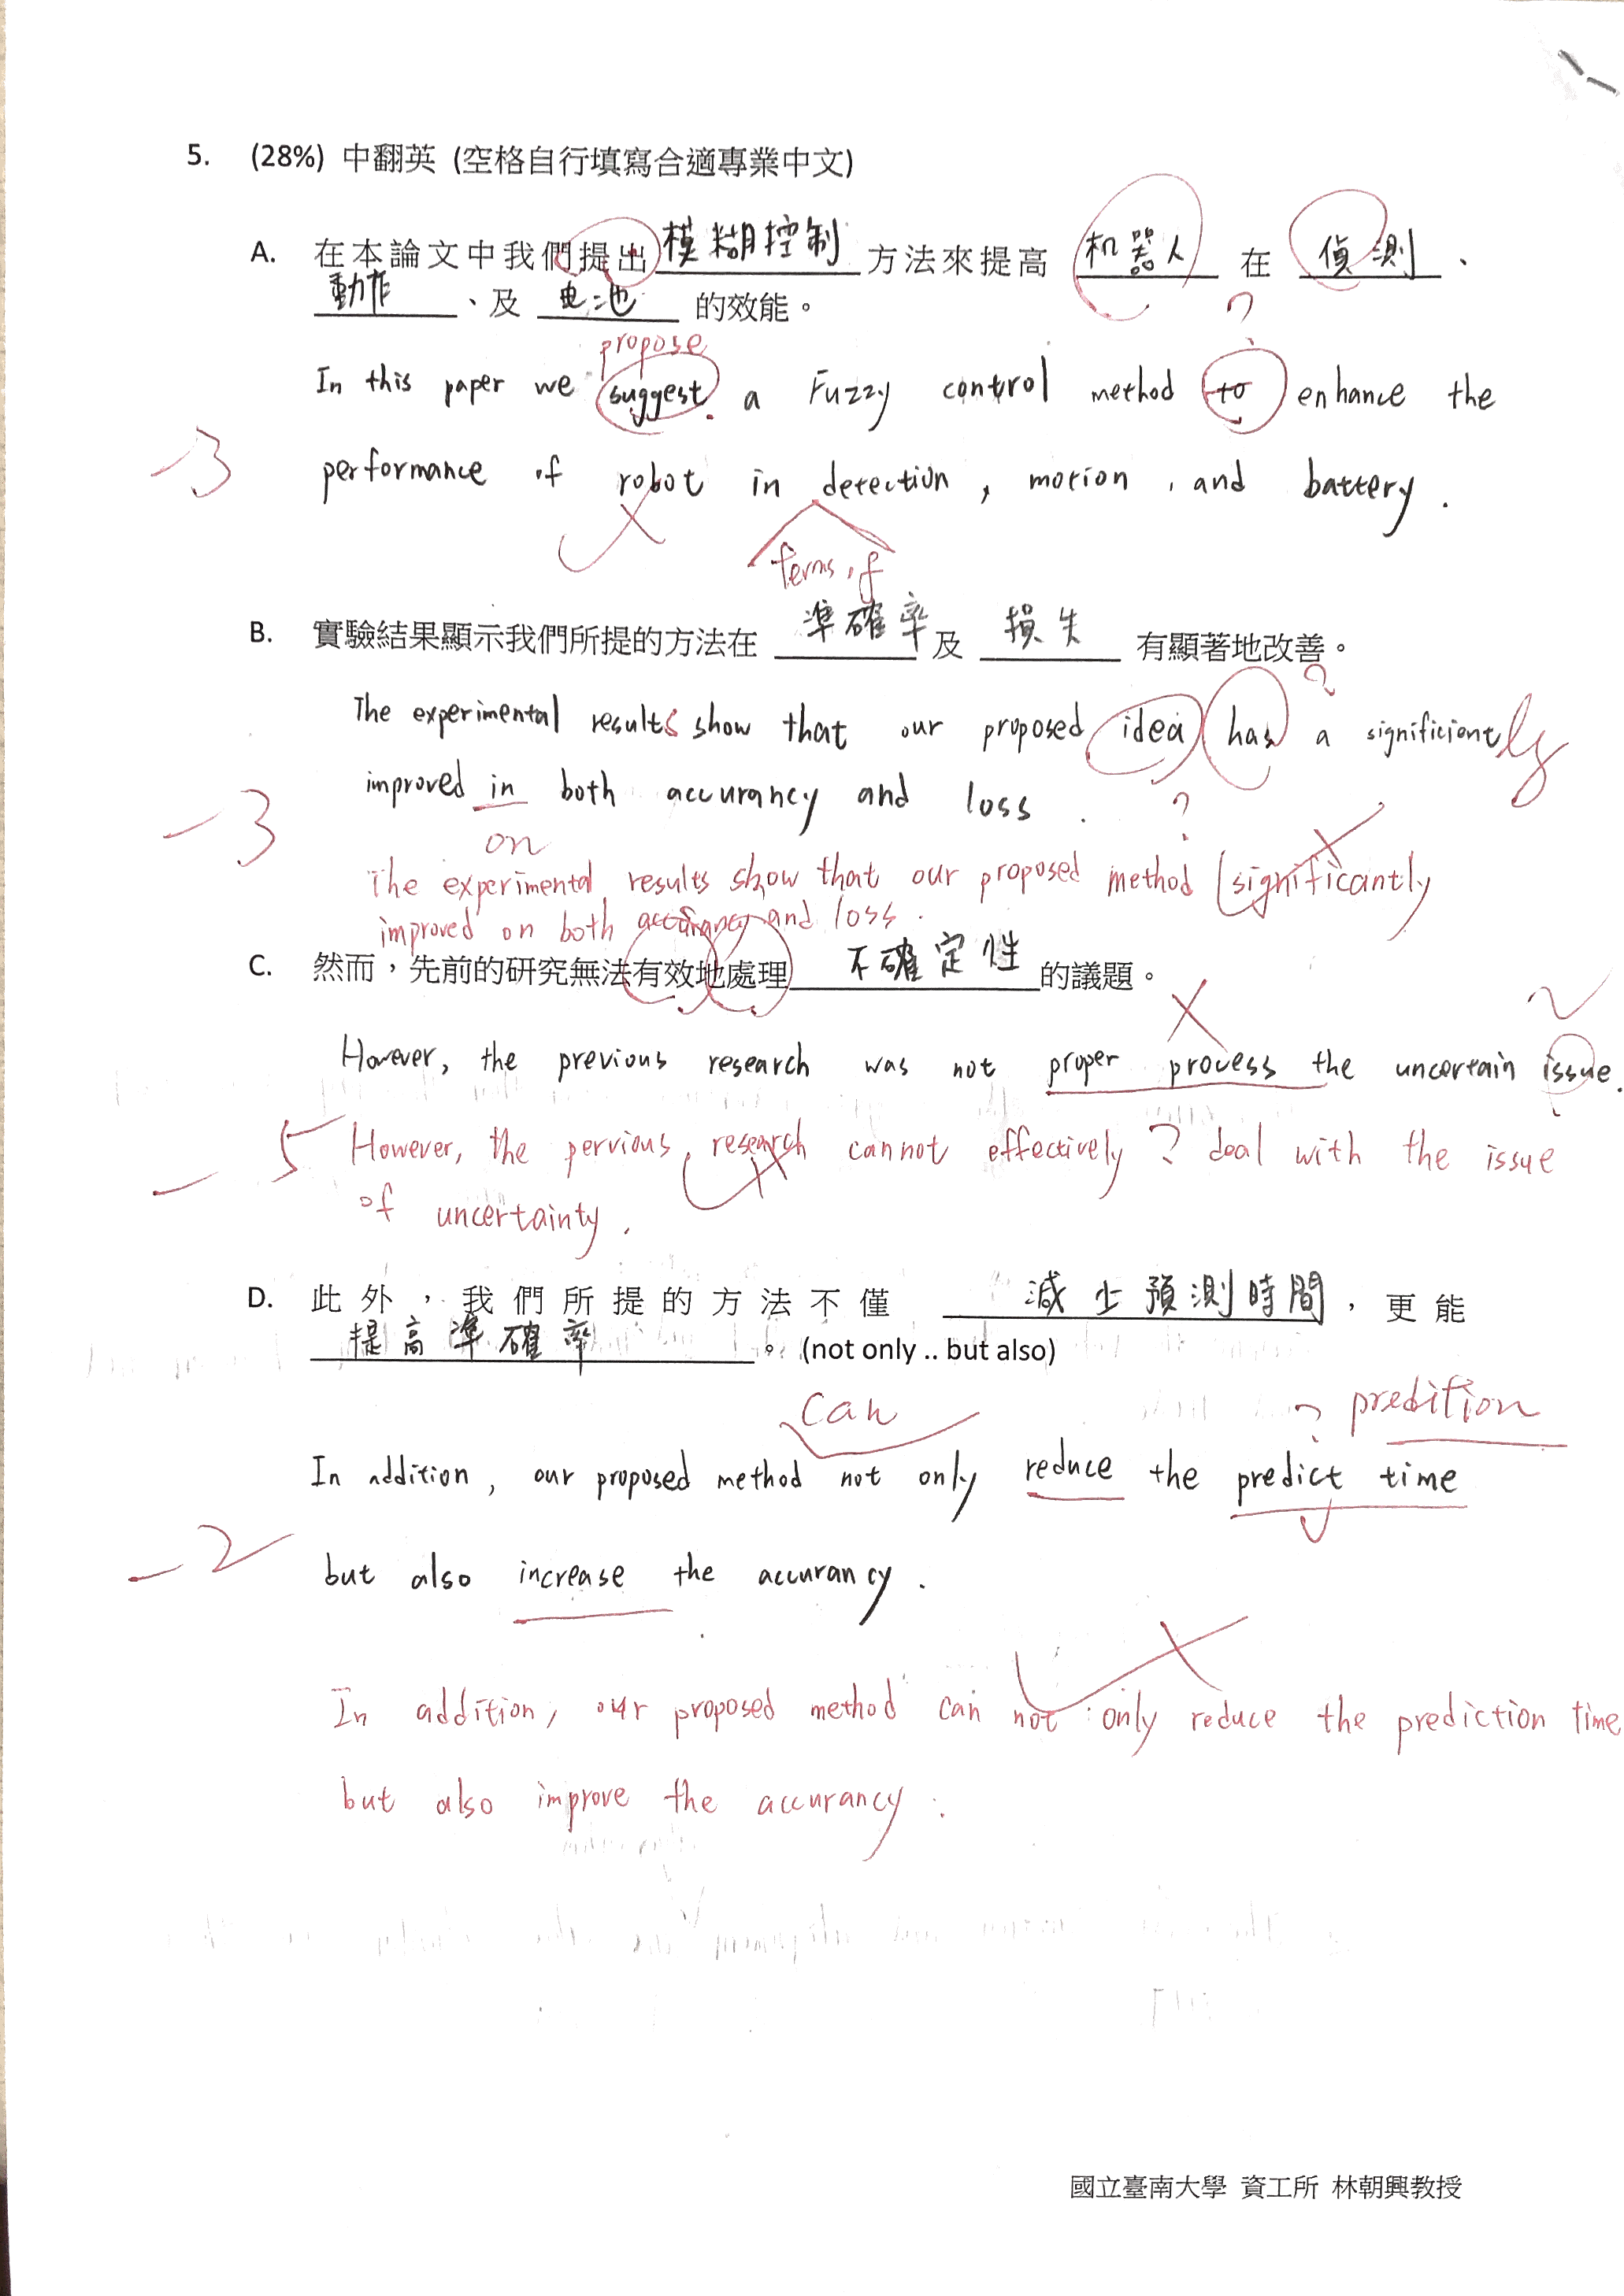 5. (28%) 中翻英 (空格自行填寫合適專業中文)
A. 在本論文中我們提出 模糊控制 方法來提高 机器人 在 偵測 、
動作 、及 电池 的效能。
propose ?
In this paper we suggest a Fuzzy control method to enhance the
-3
performance of robot in detection , motion , and battery .
terms of
B. 實驗結果顯示我們所提的方法在 準確率 及 損失 有顯著地改善。
?
The experimental results show that our proposed idea has a significiently
improved in both accurancy and loss .
-3
on ?
The experimental results show that our proposed method significantly
improved on both accurancy and loss .
C. 然而，先前的研究無法有效地處理 不確定性 的議題。
However, the previous research was not proper process the uncertain issue.
-5
However, the pervious research cannot effectively ? deal with the issue
of uncertainty .
D. 此外，我們所提的方法不僅 減少預測時間 ，更能
提高準確率 。 (not only .. but also)
can ? predition
In addition, our proposed method not only reduce the predict time
-2
but also increase the accurancy .
In addition, our proposed method can not only reduce the prediction time
but also improve the accurancy .
國立臺南大學 資工所 林朝興教授